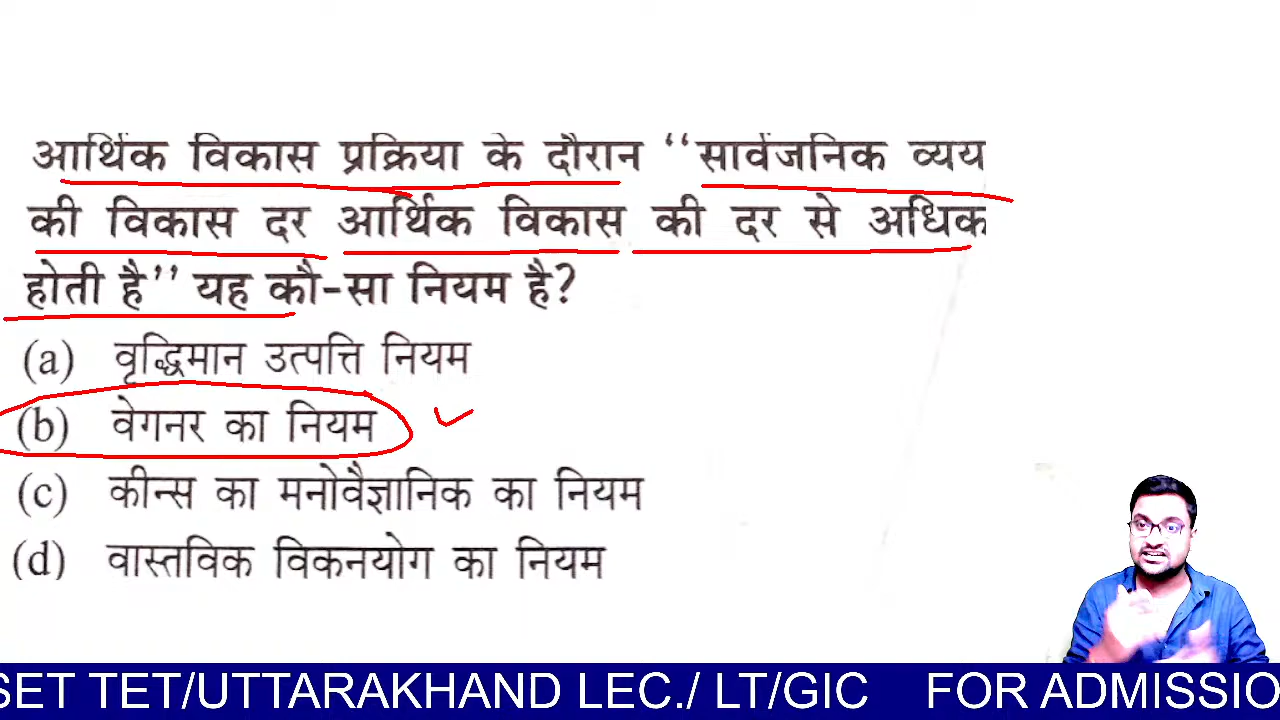 आर्थिक विकास प्रक्रिया के दौरान ‘‘सार्वजनिक व्यय
की विकास दर आर्थिक विकास की दर से अधिक
होती है’’ यह कौ-सा नियम है?
(a) वृद्धिमान उत्पत्ति नियम
(b) वेगनर का नियम
(c) कीन्स का मनोवैज्ञानिक का नियम
(d) वास्तविक विकनयोग का नियम
SET TET/UTTARAKHAND LEC./ LT/GIC FOR ADMISSIO